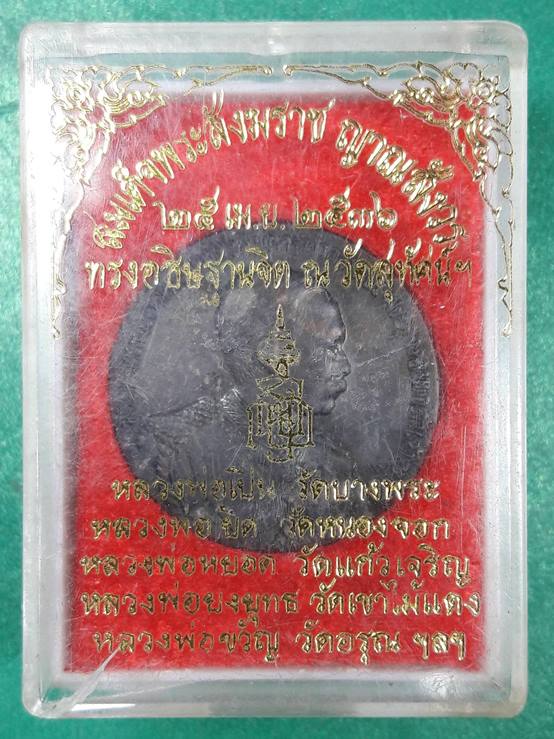 สมเด็จพระสังฆราช ญาณสังวร
๒๕ เม.ย. ๒๕๓๖
ทรงอธิษฐานจิต ณ วัดสุทัศน์ฯ
หลวงพ่อเปิ่น วัดบางพระ
หลวงพ่อ มิด วัดหนองจอก
หลวงพ่อหยอด วัดแก้วเจริญ
หลวงพ่อยงยุทธ วัดเขาไม้แดง
หลวงพ่อขวัญ วัดอรุณ ฯลฯ